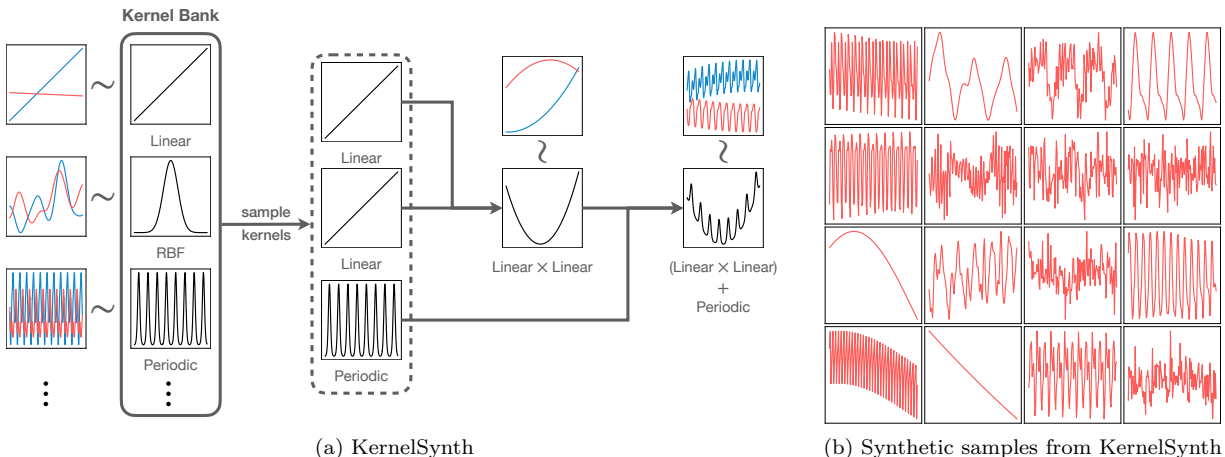 Kernel Bank
Linear
RBF
Periodic
sample
kernels
Linear
Linear
Periodic
Linear × Linear
(Linear × Linear)
+
Periodic
(a) KernelSynth
(b) Synthetic samples from KernelSynth